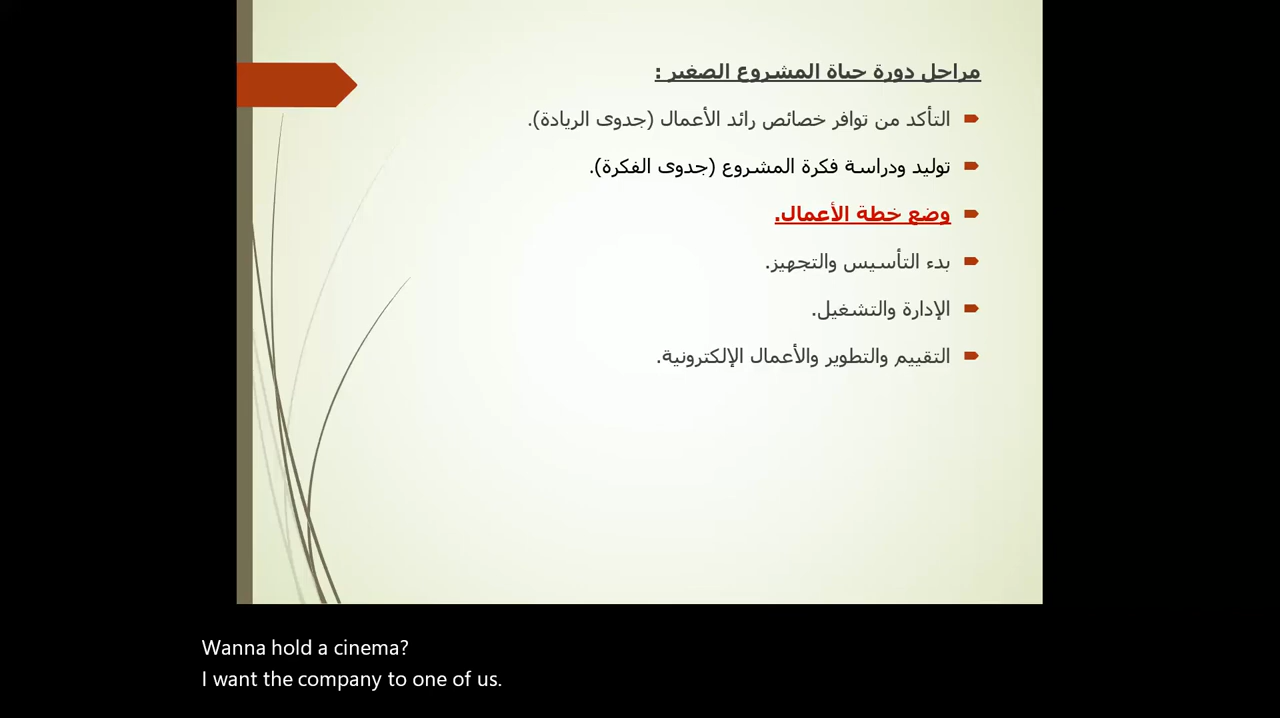 مراحل دورة حياة المشروع الصغير :
التأكد من توافر خصائص رائد الأعمال (جدوى الريادة).
توليد ودراسة فكرة المشروع (جدوى الفكرة).
وضع خطة الأعمال.
بدء التأسيس والتجهيز.
الإدارة والتشغيل.
التقييم والتطوير والأعمال الإلكترونية.
Wanna hold a cinema?
I want the company to one of us.